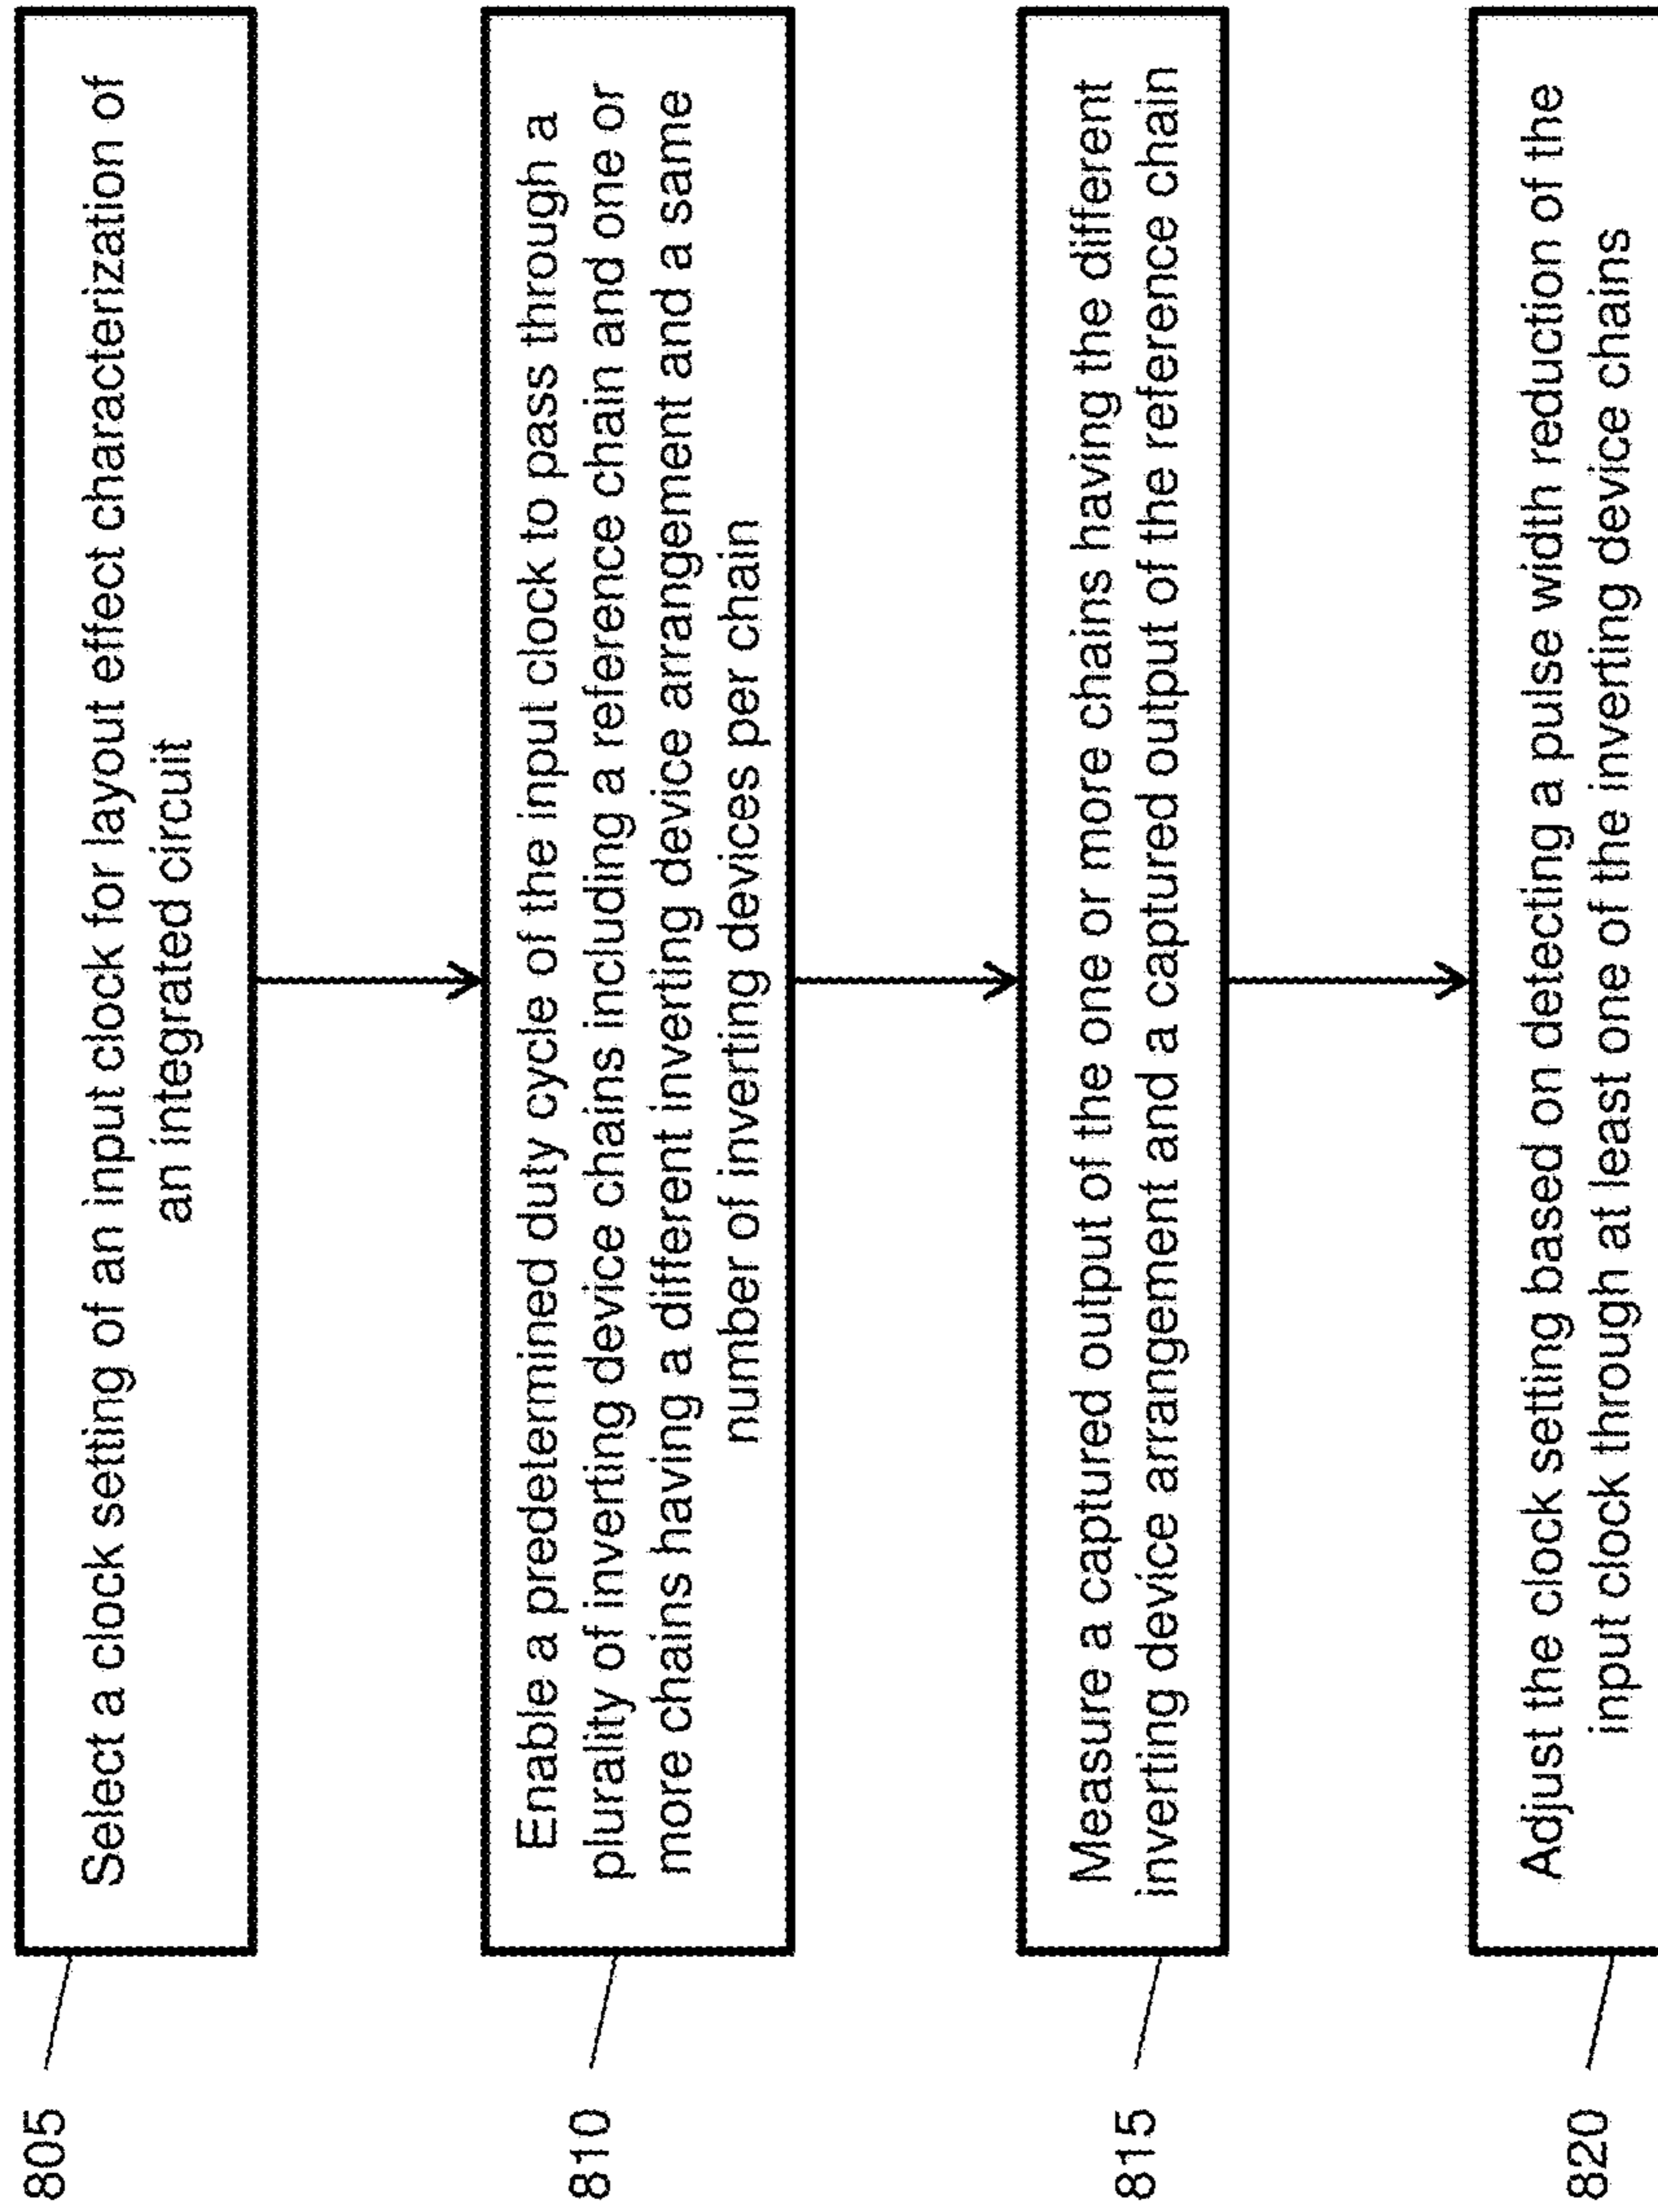 805
Select a clock setting of an input clock for layout effect characterization of
an integrated circuit
810
Enable a predetermined duty cycle of the input clock to pass through a
plurality of inverting device chains including a reference chain and one or
more chains having a different inverting device arrangement and a same
number of inverting devices per chain
815
Measure a captured output of the one or more chains having the different
inverting device arrangement and a captured output of the reference chain
820
Adjust the clock setting based on detecting a pulse width reduction of the
input clock through at least one of the inverting device chains